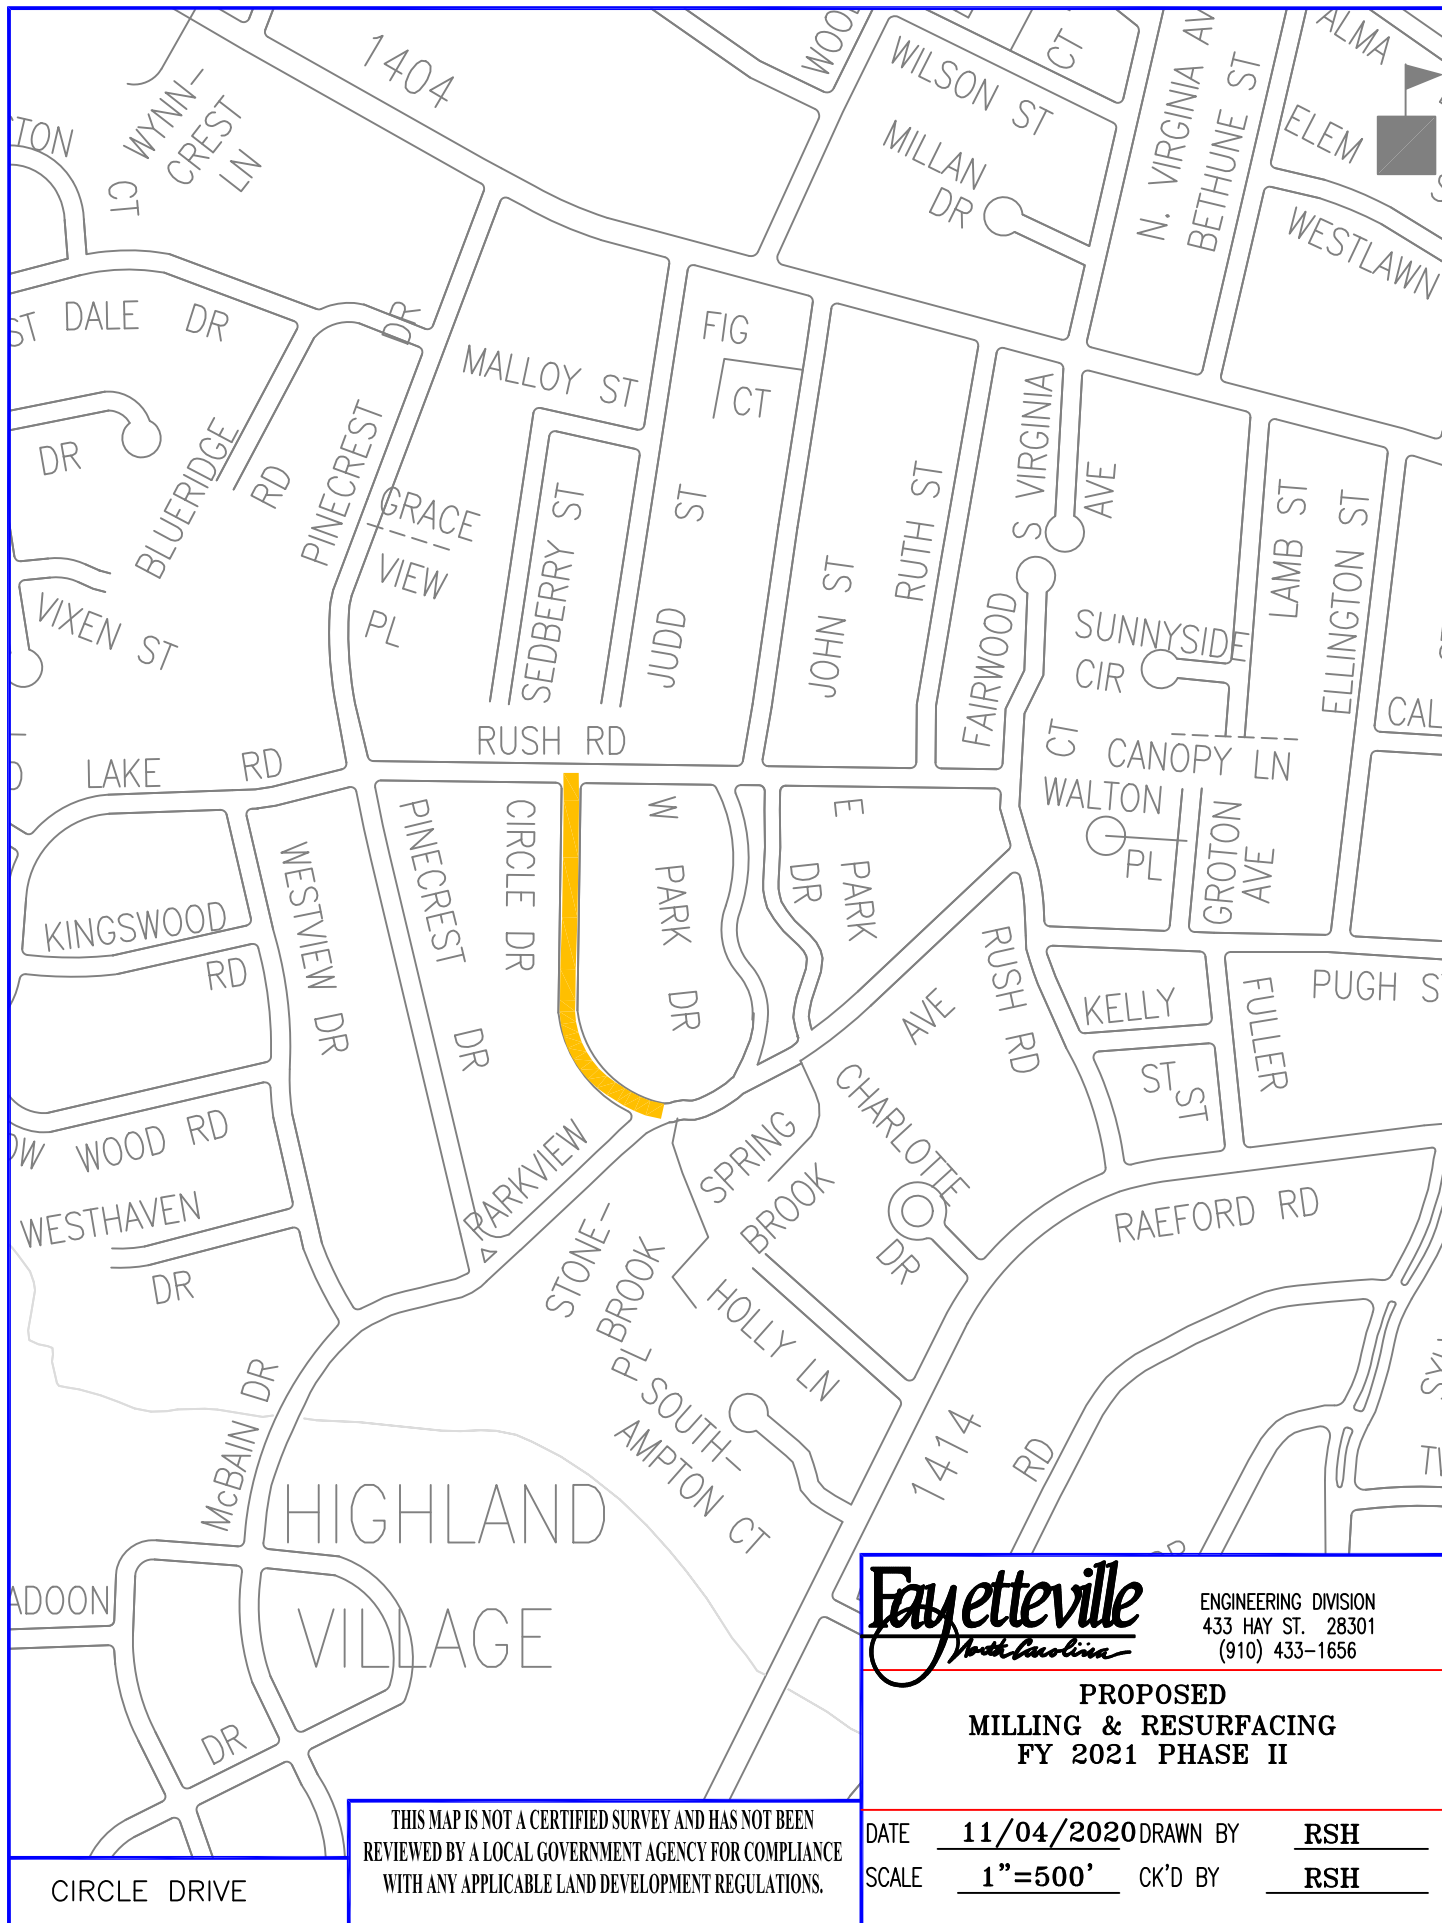 1404
WOO
WILSON ST
CT
N. VIRGINIA AV
BETHUNE ST
ALMA
ELEM
WESTLAWN
MILLAN
DR
TON
CT
WYNN-
CREST
LN
ST DALE DR
DR
FIG
CT
MALLOY ST
DR
BLUERIDGE
RD
PINECREST
GRACE
VIEW
PL
SEDBERRY ST
JUDD ST
JOHN ST
RUTH ST
S VIRGINIA
AVE
FAIRWOOD
CT
SUNNYSIDE
CIR
LAMB ST
ELLINGTON ST
CAL
VIXEN ST
RUSH RD
LAKE RD
CANOPY LN
WALTON
PL
GROTON
AVE
KINGSWOOD
RD
WESTVIEW DR
PINECREST
DR
CIRCLE DR
W PARK DR
E PARK
DR
RUSH RD
AVE
KELLY
ST
FULLER
ST
PUGH S
OW WOOD RD
WESTHAVEN
DR
PARKVIEW
SPRING
BROOK
CHARLOTTE
DR
RAEFORD RD
STONE-
BROOK
PL
HOLLY LN
SOUTH-
AMPTON CT
1414
RD
McBAIN DR
HIGHLAND
VILLAGE
ADOON
DR
Fayetteville
North Carolina
ENGINEERING DIVISION
433 HAY ST. 28301
(910) 433-1656
PROPOSED
MILLING & RESURFACING
FY 2021 PHASE II
DATE 11/04/2020 DRAWN BY RSH
SCALE 1"=500' CK'D BY RSH
THIS MAP IS NOT A CERTIFIED SURVEY AND HAS NOT BEEN
REVIEWED BY A LOCAL GOVERNMENT AGENCY FOR COMPLIANCE
WITH ANY APPLICABLE LAND DEVELOPMENT REGULATIONS.
CIRCLE DRIVE